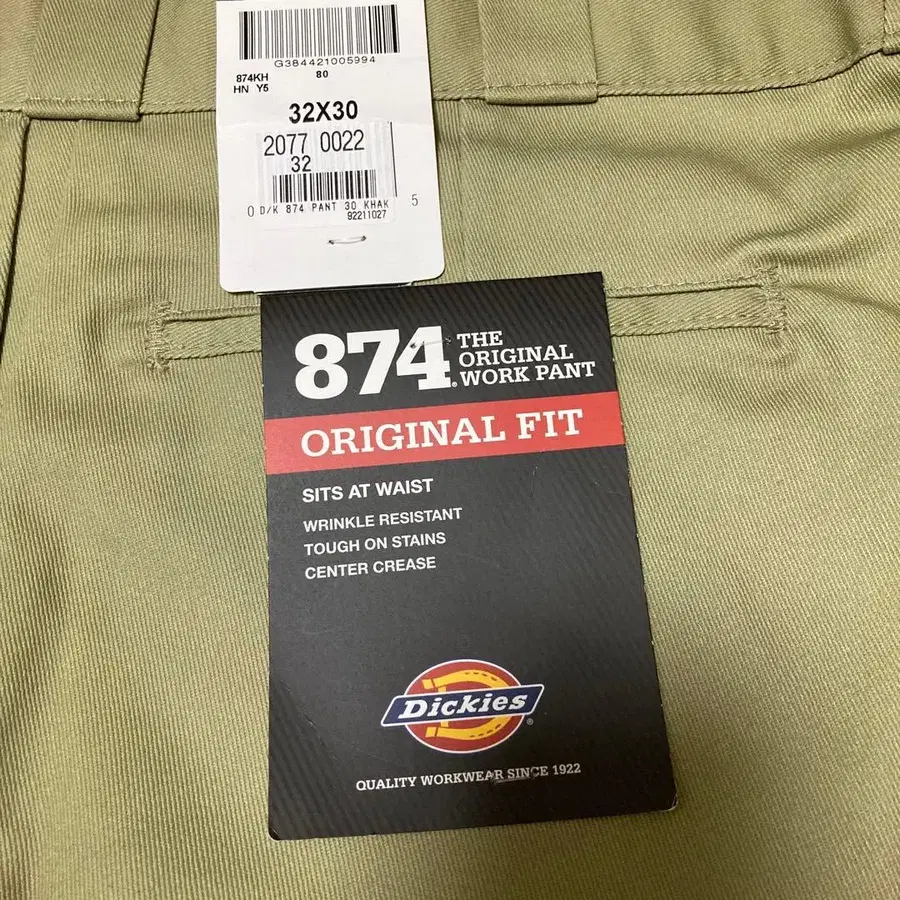 G384421005994
874KH 80
HN Y5
32X30
2077 0022
32
0 D/K 874 PANT 30 KHAK 5
92211027
874® THE
ORIGINAL
WORK PANT
ORIGINAL FIT
SITS AT WAIST
WRINKLE RESISTANT
TOUGH ON STAINS
CENTER CREASE
Dickies®
QUALITY WORKWEAR SINCE 1922